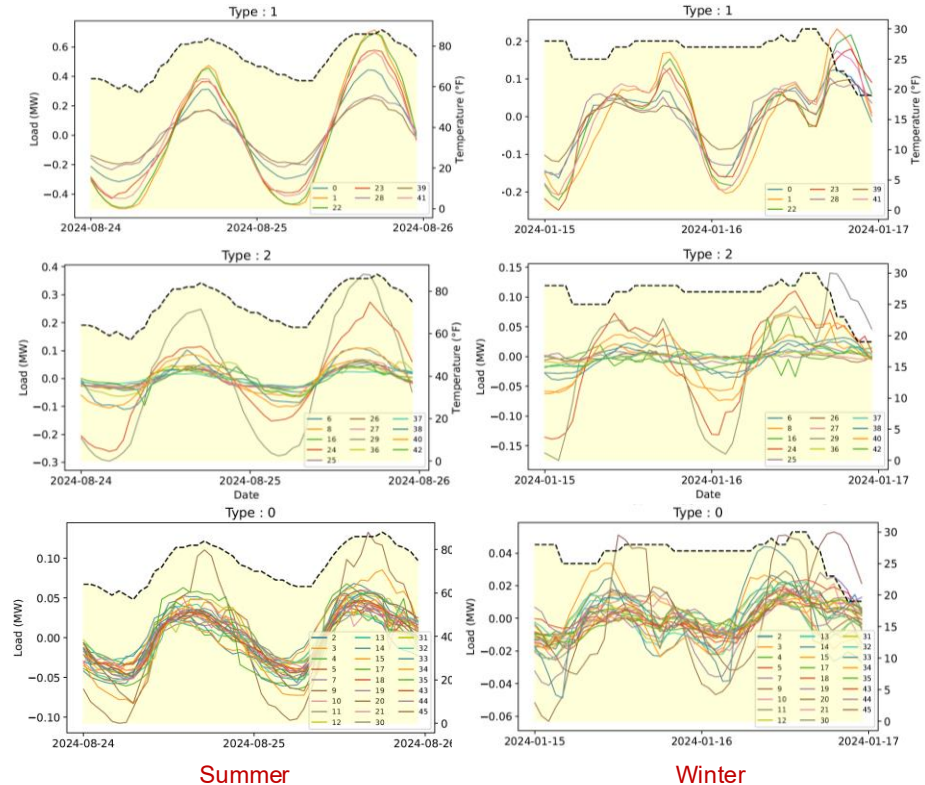 Type : 1
Load (MW)
0.6
0.4
0.2
0.0
−0.2
−0.4
80
60
40
20
0
Temperature (°F)
0 23 39
1 28 41
22
2024-08-24 2024-08-25 2024-08-26
Type : 1
Load (MW)
0.2
0.1
0.0
-0.1
-0.2
30
25
20
15
10
5
0
Temperature (°F)
0 23 39
1 28 41
22
2024-01-15 2024-01-16 2024-01-17
Type : 2
Load (MW)
0.4
0.3
0.2
0.1
0.0
−0.1
−0.2
−0.3
80
60
40
20
0
Temperature (°F)
6 26 37
8 27 38
16 29 40
24 36 42
25
2024-08-24 2024-08-25 2024-08-26
Date
Type : 2
Load (MW)
0.15
0.10
0.05
0.00
−0.05
−0.10
−0.15
30
25
20
15
10
5
0
6 26 37
8 27 38
16 29 40
24 36 42
25
2024-01-15 2024-01-16 2024-01-17
Date
Type : 0
Load (MW)
0.10
0.05
0.00
−0.05
−0.10
80
60
40
20
0
2 13 31
3 14 32
4 15 33
5 17 34
7 18 35
9 19 43
10 20 44
11 21 45
12 30
2024-08-24 2024-08-25 2024-08-26
Type : 0
Load (MW)
0.04
0.02
0.00
−0.02
−0.04
−0.06
30
25
20
15
10
5
0
2 13 31
3 14 32
4 15 33
5 17 34
7 18 35
9 19 43
10 20 44
11 21 45
12 30
2024-01-15 2024-01-16 2024-01-17
Summer
Winter